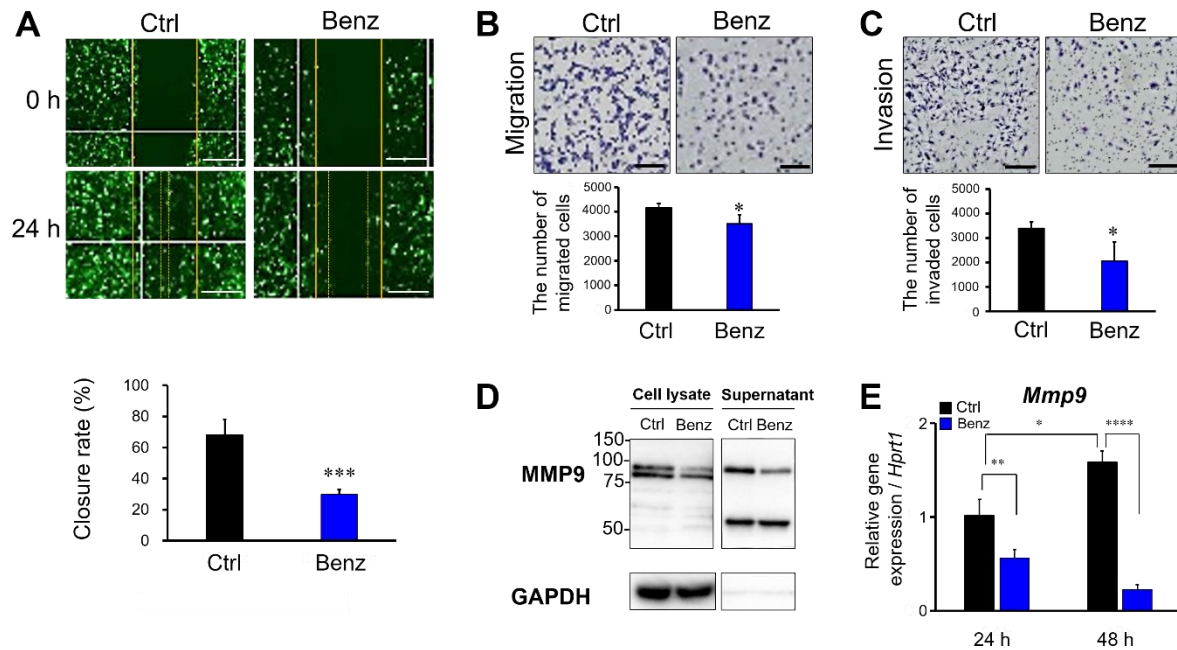 A
Ctrl
Benz
0 h
24 h
Closure rate (%)
100
80
60
40
20
0
***
Ctrl
Benz
B
Ctrl
Benz
Migration
The number of
migrated cells
5000
4000
3000
2000
1000
0
*
Ctrl
Benz
C
Ctrl
Benz
Invasion
The number of
invaded cells
5000
4000
3000
2000
1000
0
*
Ctrl
Benz
D
Cell lysate
Supernatant
Ctrl Benz
Ctrl Benz
150
100
75
50
MMP9
GAPDH
E
Mmp9
Ctrl
Benz
Relative gene
expression / Hprt1
2
1
0
*
**
****
24 h
48 h